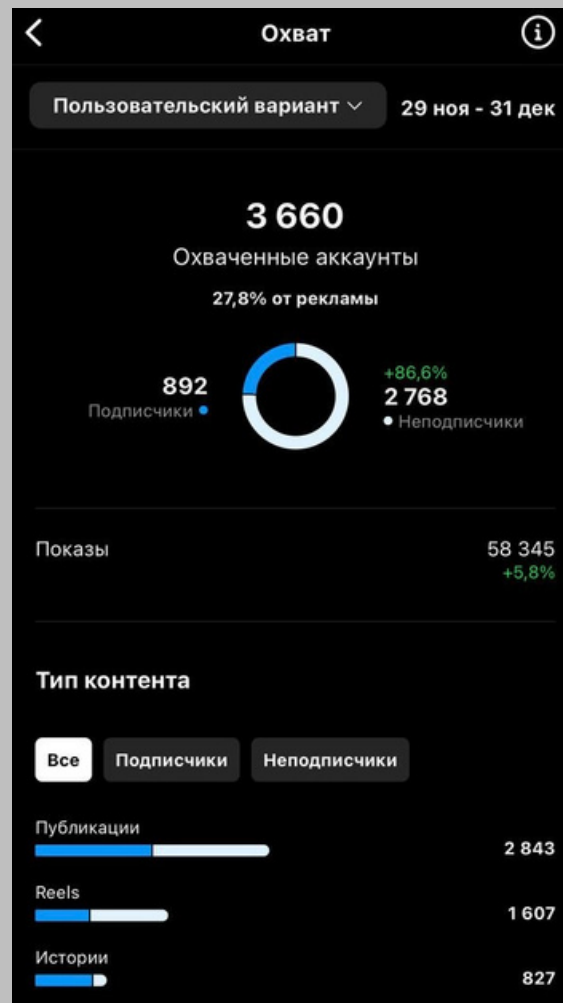 Охват
Пользовательский вариант
29 ноя - 31 дек
3 660
Охваченные аккаунты
27,8% от рекламы
892
Подписчики
+86,6%
2 768
Неподписчики
Показы
58 345
+5,8%
Тип контента
Все
Подписчики
Неподписчики
Публикации
2 843
Reels
1 607
Истории
827